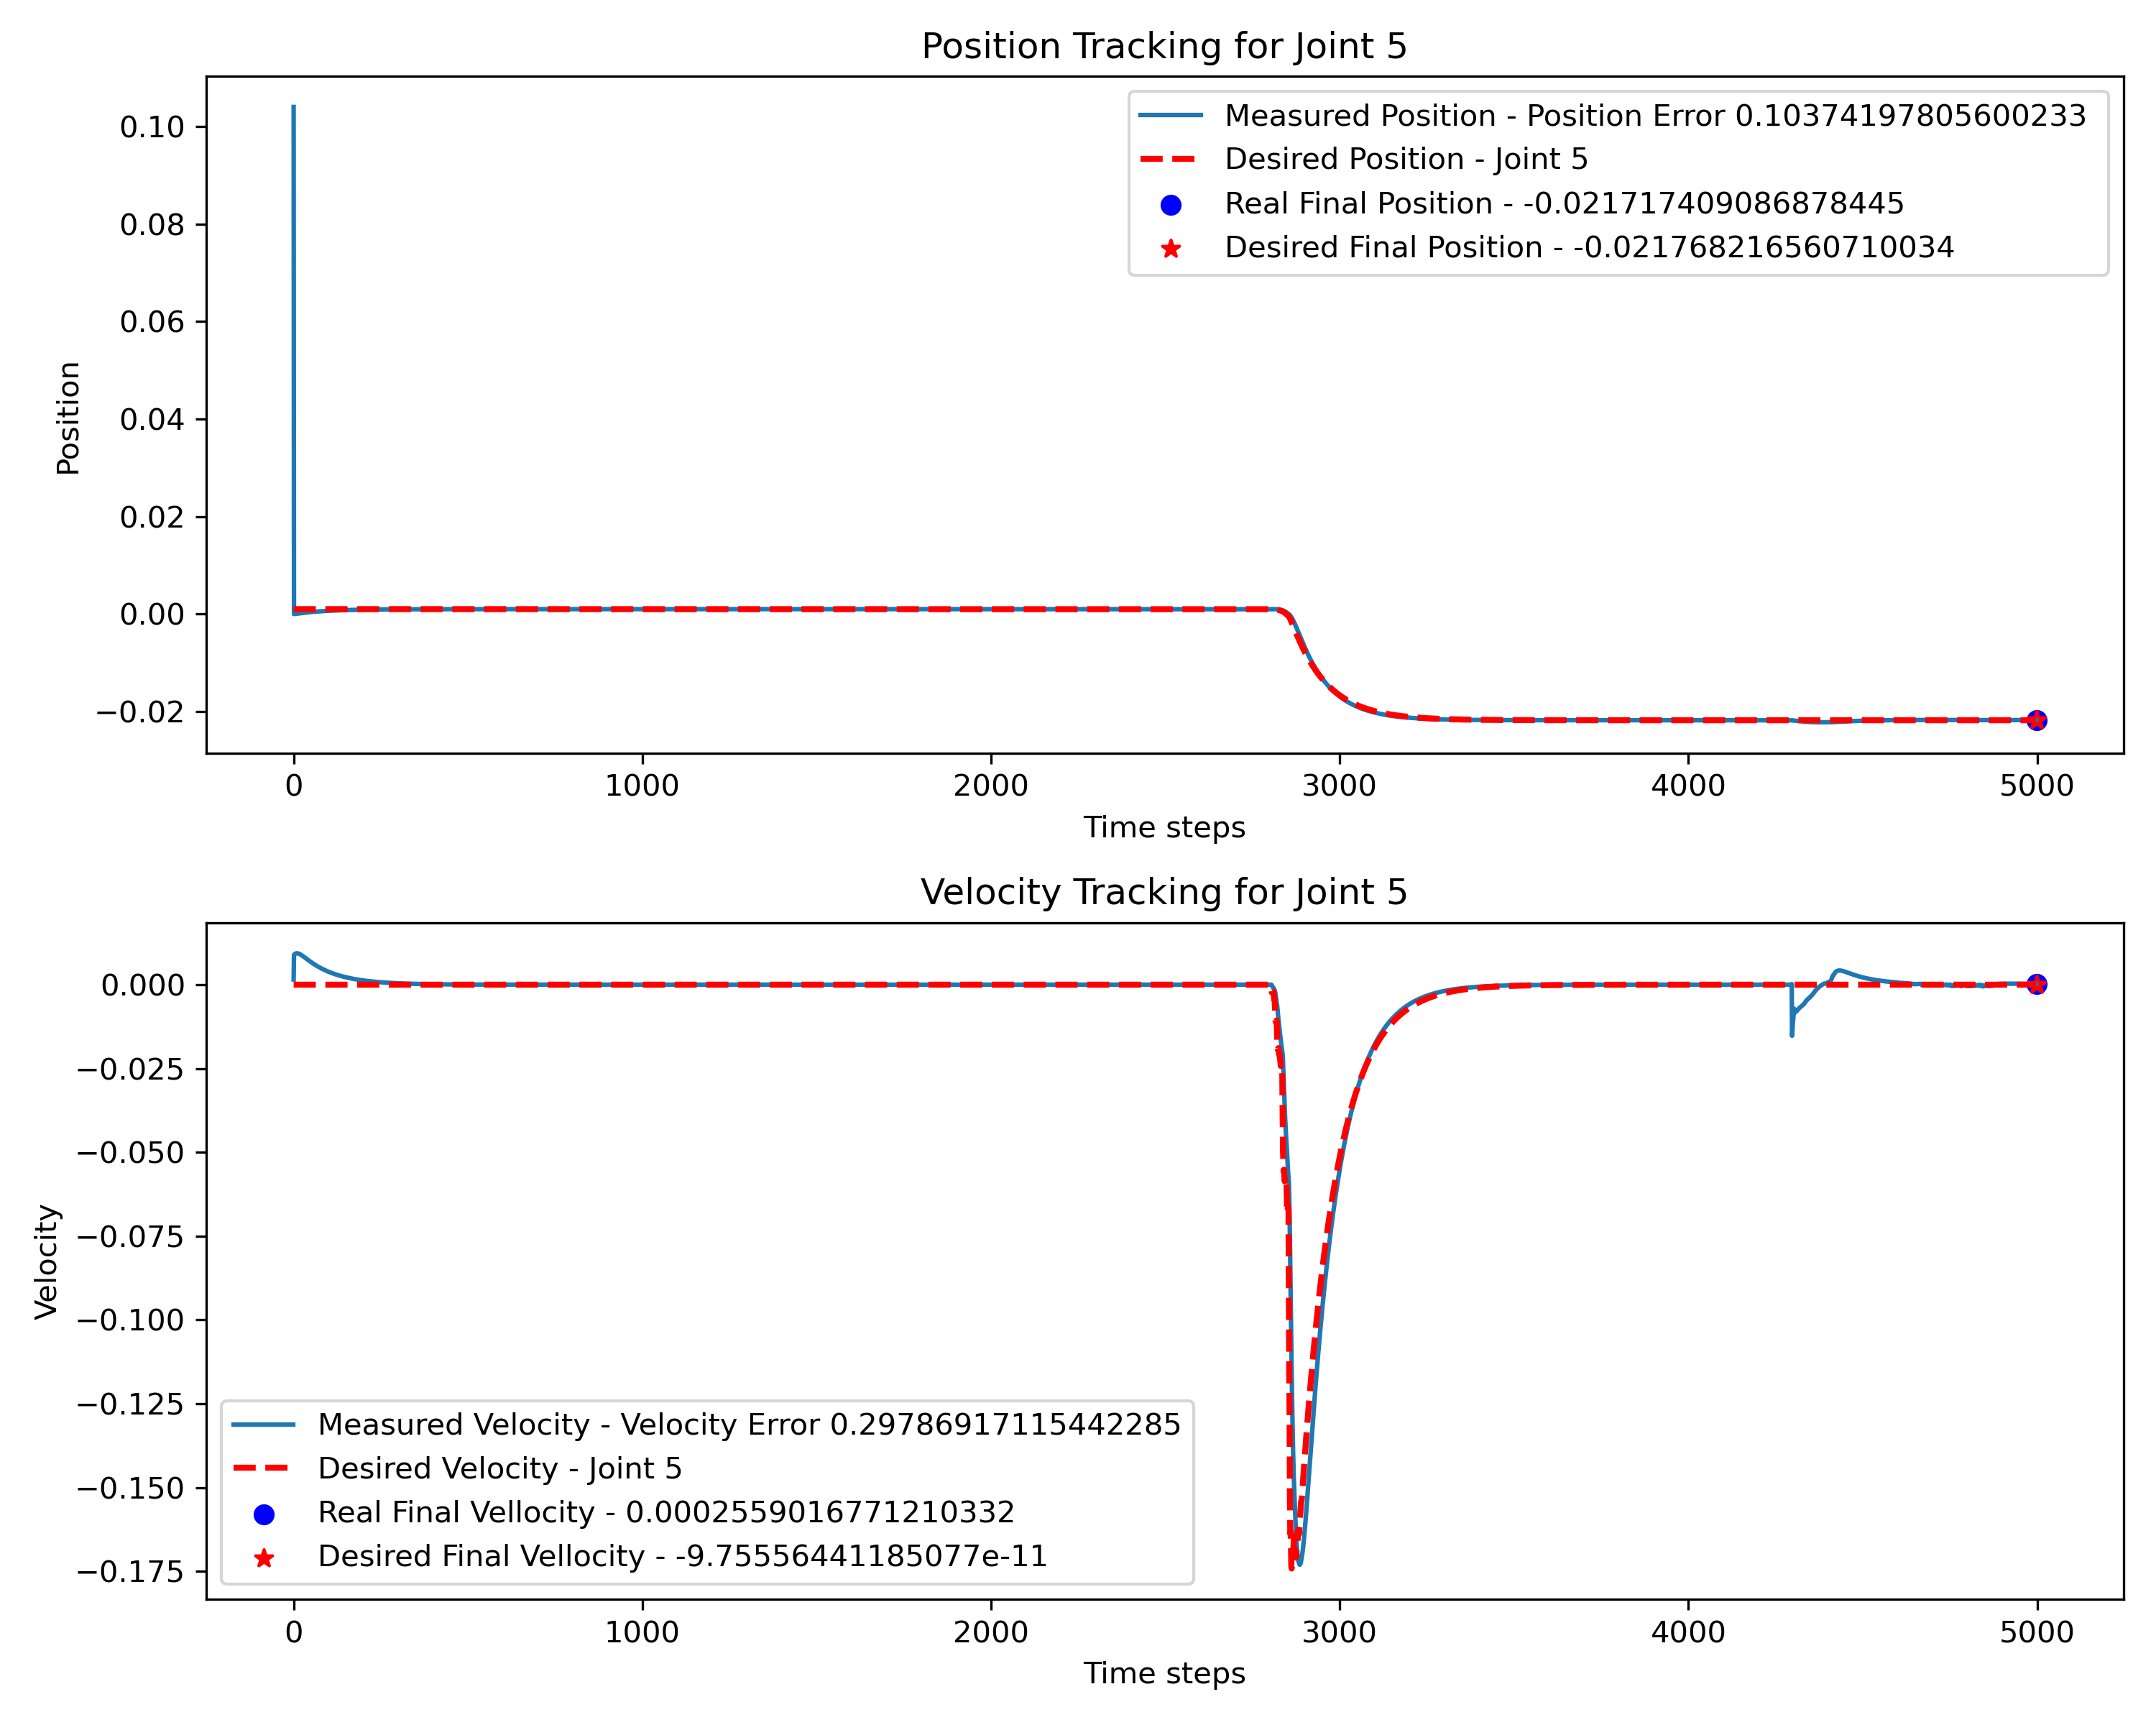 Position Tracking for Joint 5
Measured Position - Position Error 0.10374197805600233
Desired Position - Joint 5
Real Final Position - -0.021717409086878445
Desired Final Position - -0.021768216560710034
Position
0.10
0.08
0.06
0.04
0.02
0.00
−0.02
0 1000 2000 3000 4000 5000
Time steps
Velocity Tracking for Joint 5
Velocity
0.000
−0.025
−0.050
−0.075
−0.100
−0.125
−0.150
−0.175
Measured Velocity - Velocity Error 0.29786917115442285
Desired Velocity - Joint 5
Real Final Vellocity - 0.0002559016771210332
Desired Final Vellocity - -9.75556441185077e-11
0 1000 2000 3000 4000 5000
Time steps